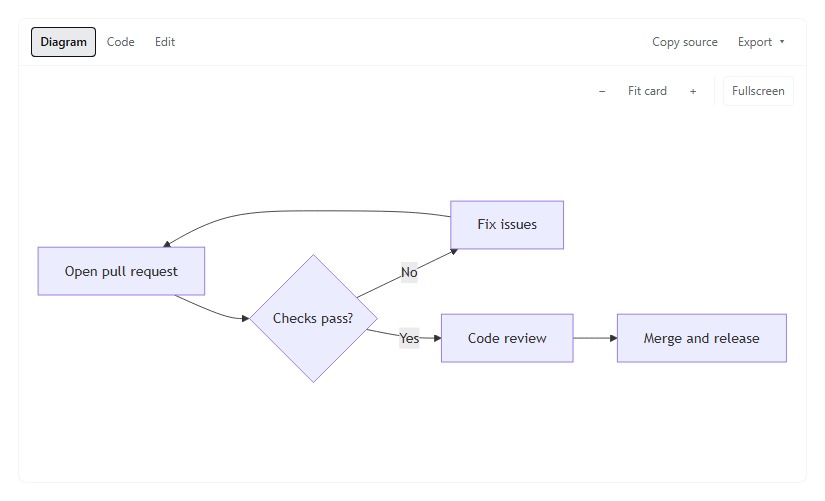 Diagram Code Edit Copy source Export
− Fit card + Fullscreen
Fix issues
Open pull request
No
Checks pass?
Yes
Code review
Merge and release